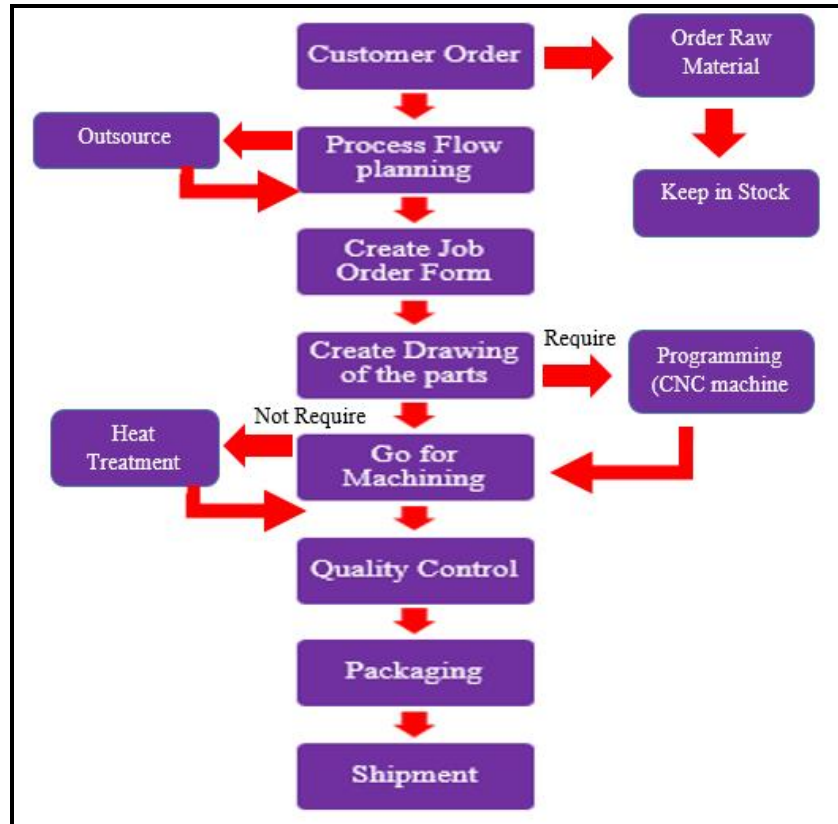 Customer Order
Order Raw
Material
Outsource
Process Flow
planning
Keep in Stock
Create Job
Order Form
Create Drawing
of the parts
Require
Programming
(CNC machine
Not Require
Heat
Treatment
Go for
Machining
Quality Control
Packaging
Shipment